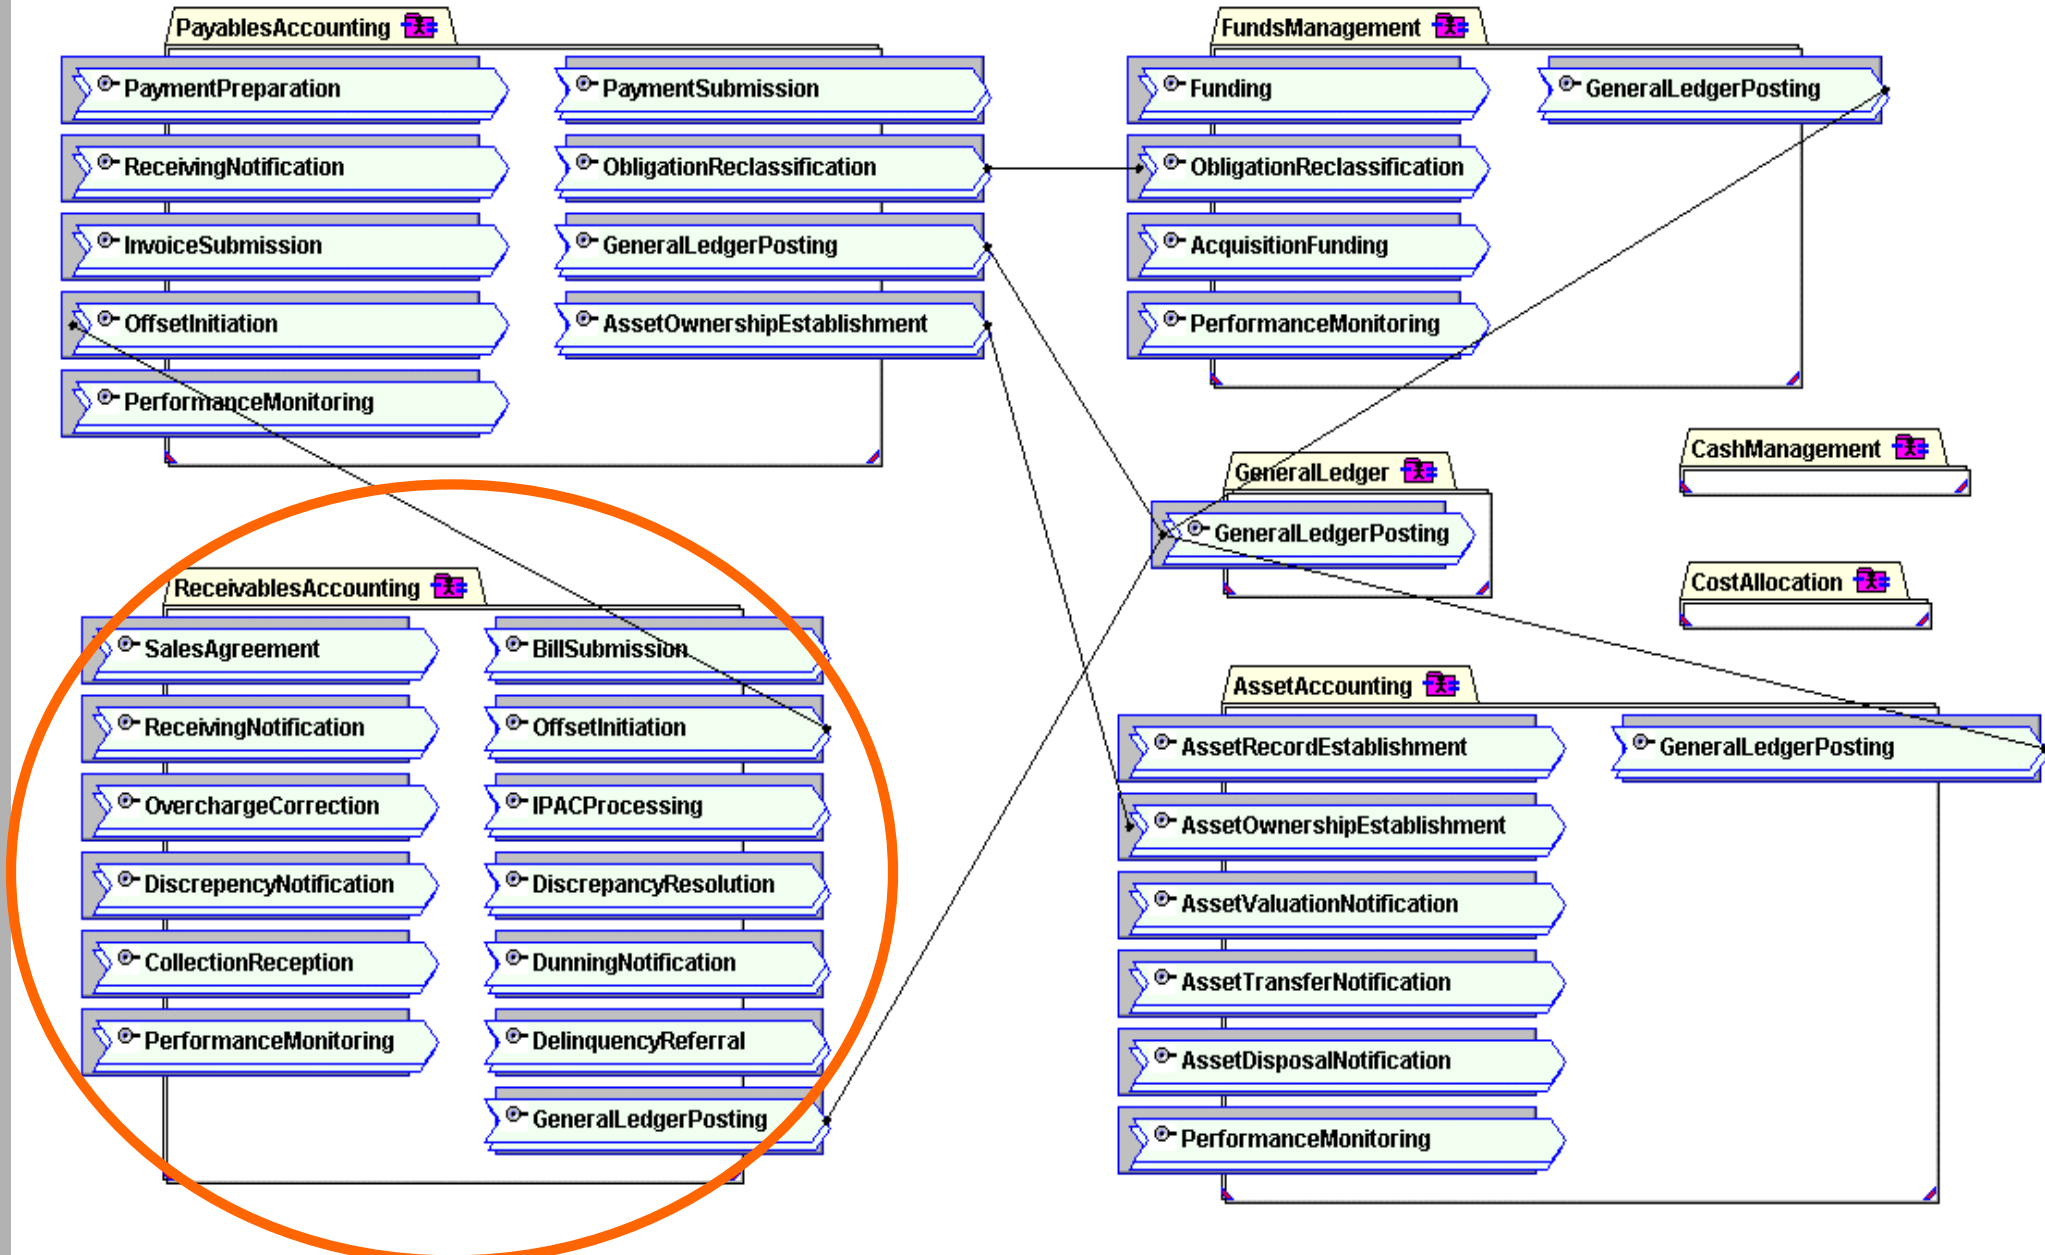 PayablesAccounting
PaymentPreparation
PaymentSubmission
ReceivingNotification
ObligationReclassification
InvoiceSubmission
GeneralLedgerPosting
OffsetInitiation
AssetOwnershipEstablishment
PerformanceMonitoring
FundsManagement
Funding
GeneralLedgerPosting
ObligationReclassification
AcquisitionFunding
PerformanceMonitoring
GeneralLedger
GeneralLedgerPosting
CashManagement
CostAllocation
ReceivablesAccounting
SalesAgreement
BillSubmission
ReceivingNotification
OffsetInitiation
OverchargeCorrection
IPACProcessing
DiscrepencyNotification
DiscrepancyResolution
CollectionReception
DunningNotification
PerformanceMonitoring
DelinquencyReferral
GeneralLedgerPosting
AssetAccounting
AssetRecordEstablishment
GeneralLedgerPosting
AssetOwnershipEstablishment
AssetValuationNotification
AssetTransferNotification
AssetDisposalNotification
PerformanceMonitoring